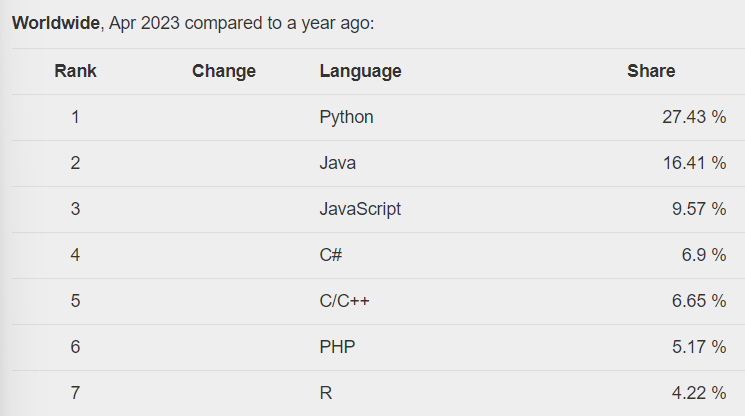 Worldwide, Apr 2023 compared to a year ago:
Rank Change Language Share
1 Python 27.43 %
2 Java 16.41 %
3 JavaScript 9.57 %
4 C# 6.9 %
5 C/C++ 6.65 %
6 PHP 5.17 %
7 R 4.22 %